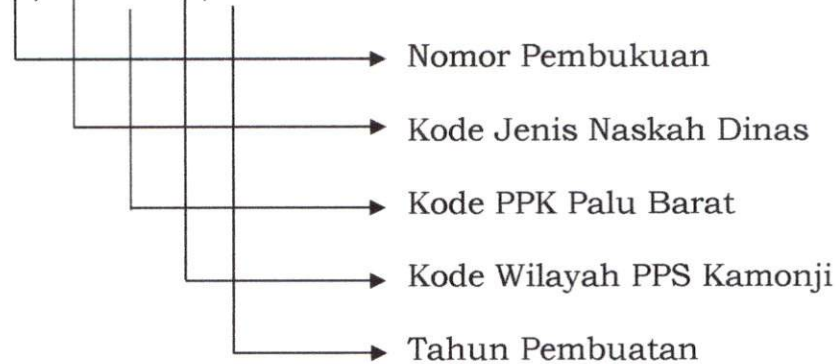 Nomor Pembukuan
Kode Jenis Naskah Dinas
Kode PPK Palu Barat
Kode Wilayah PPS Kamonji
Tahun Pembuatan